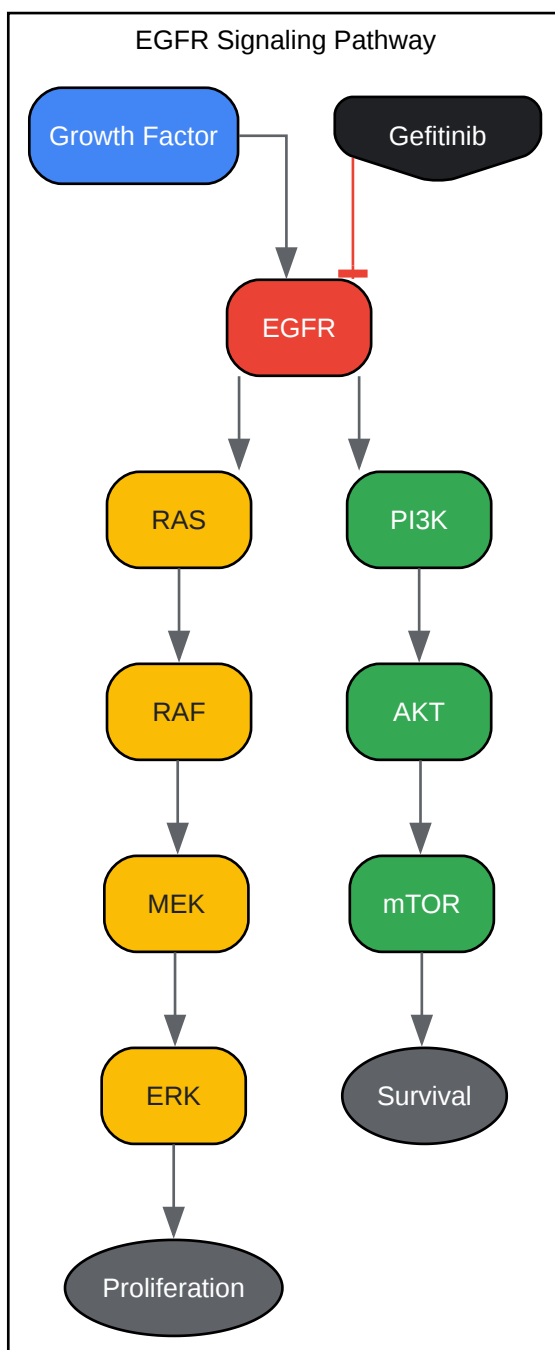 EGFR Signaling Pathway
Growth Factor
Gefitinib
EGFR
RAS
PI3K
RAF
AKT
MEK
mTOR
ERK
Survival
Proliferation